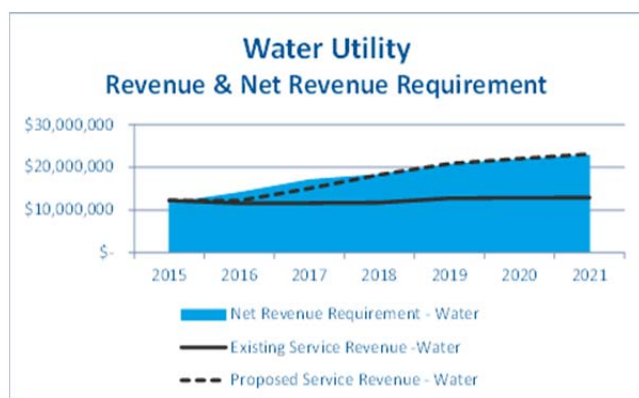 Water Utility
Revenue & Net Revenue Requirement
$30,000,000
$20,000,000
$10,000,000
$-
2015 2016 2017 2018 2019 2020 2021
Net Revenue Requirement - Water
Existing Service Revenue -Water
Proposed Service Revenue - Water